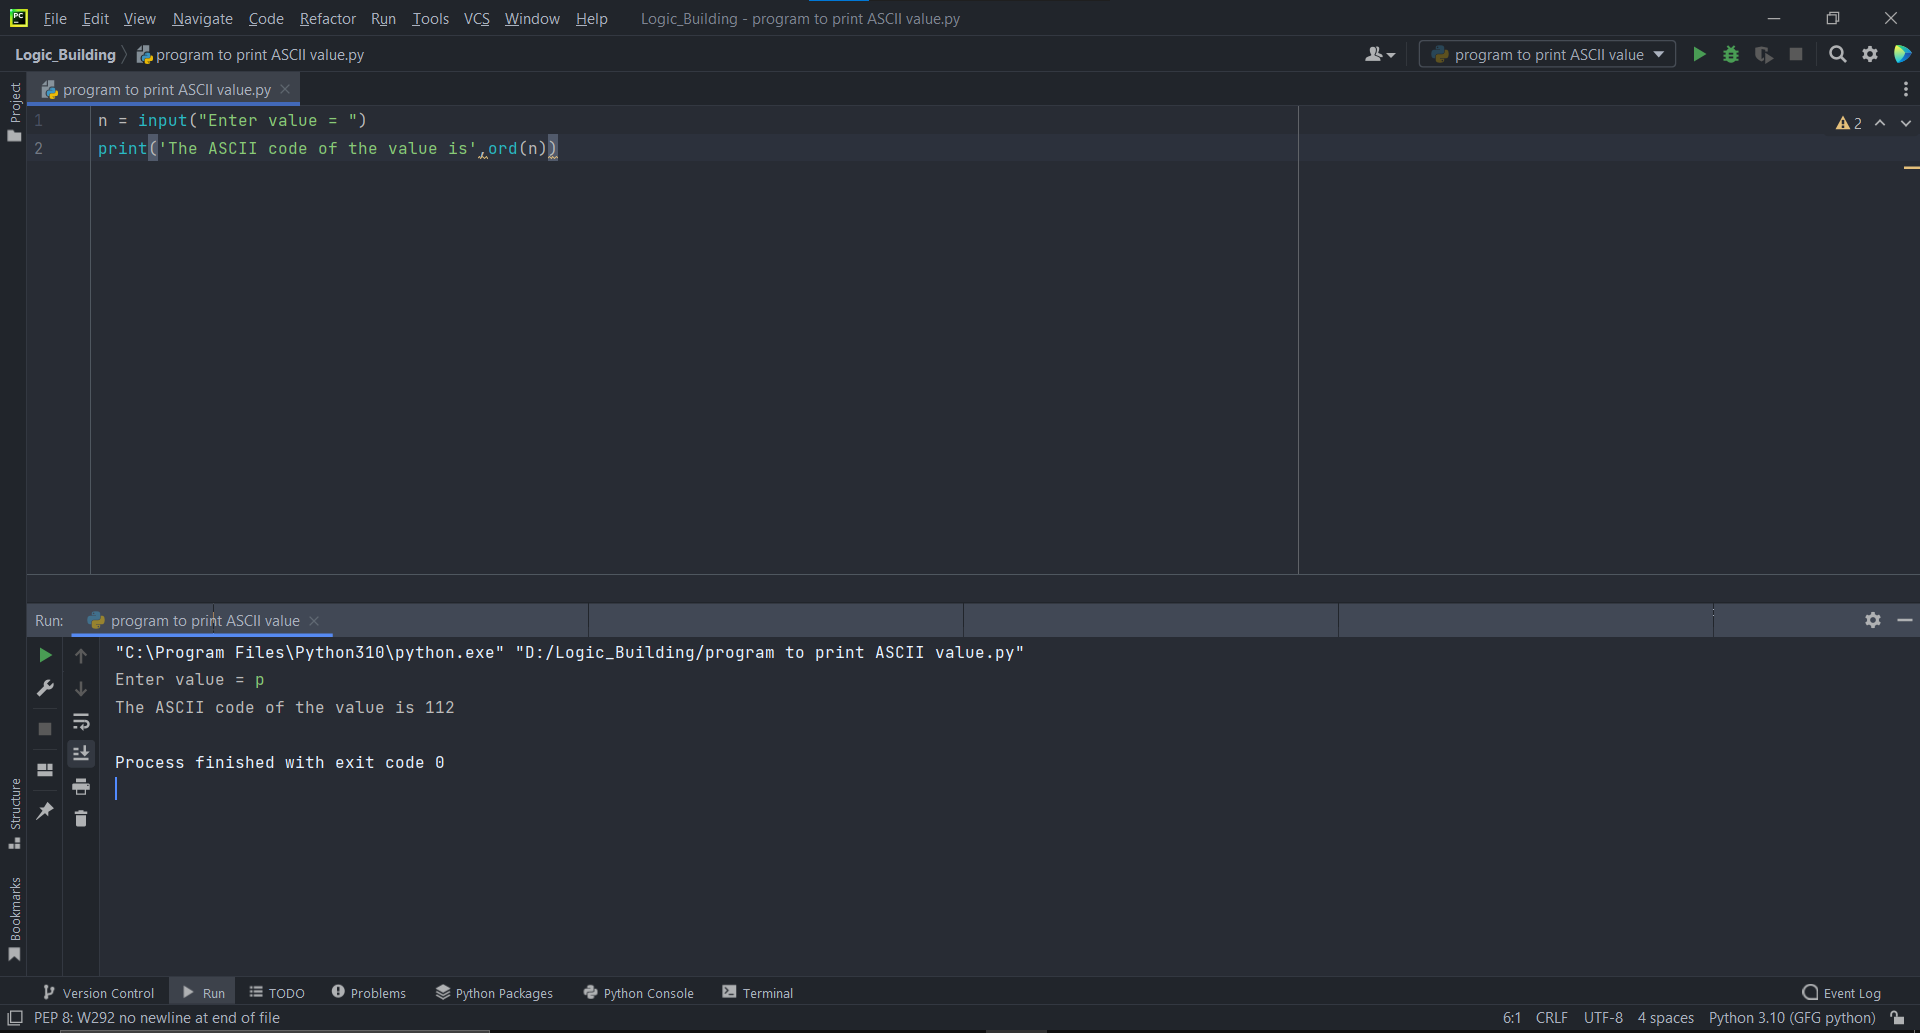 PC File Edit View Navigate Code Refactor Run Tools VCS Window Help Logic_Building - program to print ASCII value.py
Logic_Building program to print ASCII value.py program to print ASCII value
Project
program to print ASCII value.py
1 n = input("Enter value = ")
2 print('The ASCII code of the value is',ord(n))
2
Run: program to print ASCII value
"C:\Program Files\Python310\python.exe" "D:/Logic_Building/program to print ASCII value.py"
Enter value = p
The ASCII code of the value is 112
Process finished with exit code 0
Structure
Bookmarks
Version Control Run TODO Problems Python Packages Python Console Terminal Event Log
PEP 8: W292 no newline at end of file 6:1 CRLF UTF-8 4 spaces Python 3.10 (GFG python)